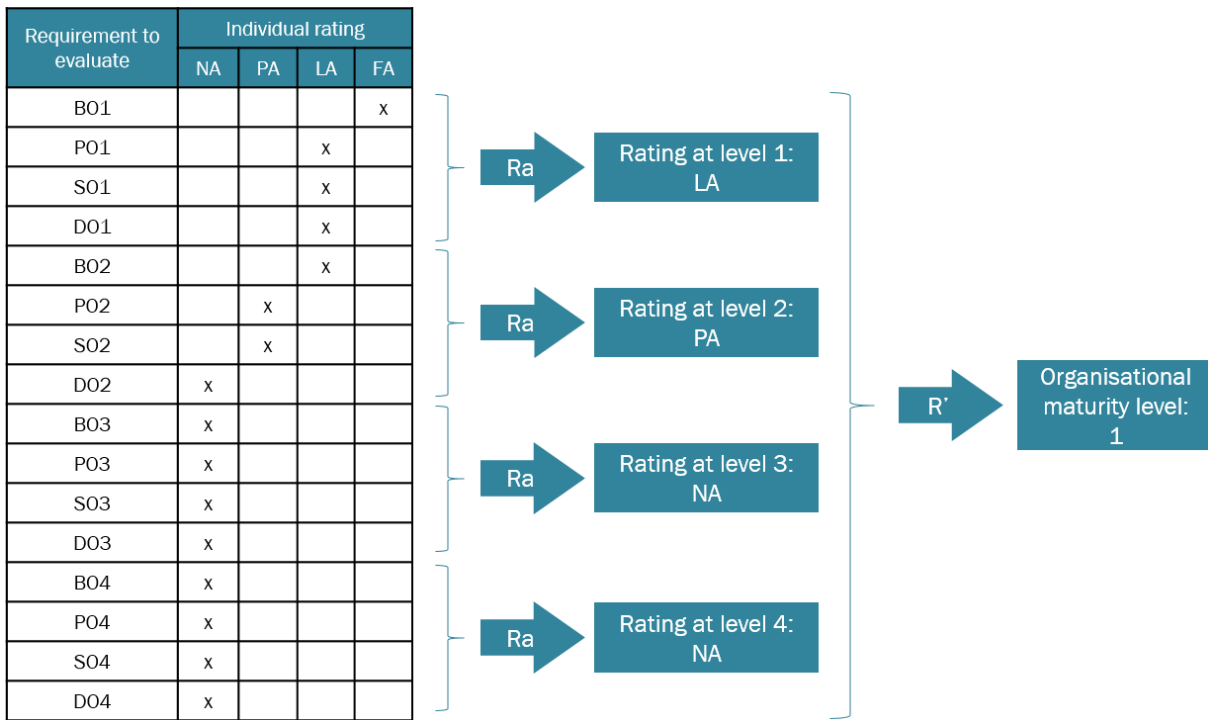 Requirement to evaluate
Individual rating
NA PA LA FA
BO1 x
PO1 x
SO1 x
DO1 x
BO2 x
PO2 x
SO2 x
DO2 x
BO3 x
PO3 x
SO3 x
DO3 x
BO4 x
PO4 x
SO4 x
DO4 x
Ra
Rating at level 1:
LA
Ra
Rating at level 2:
PA
Ra
Rating at level 3:
NA
Ra
Rating at level 4:
NA
R'
Organisational
maturity level:
1